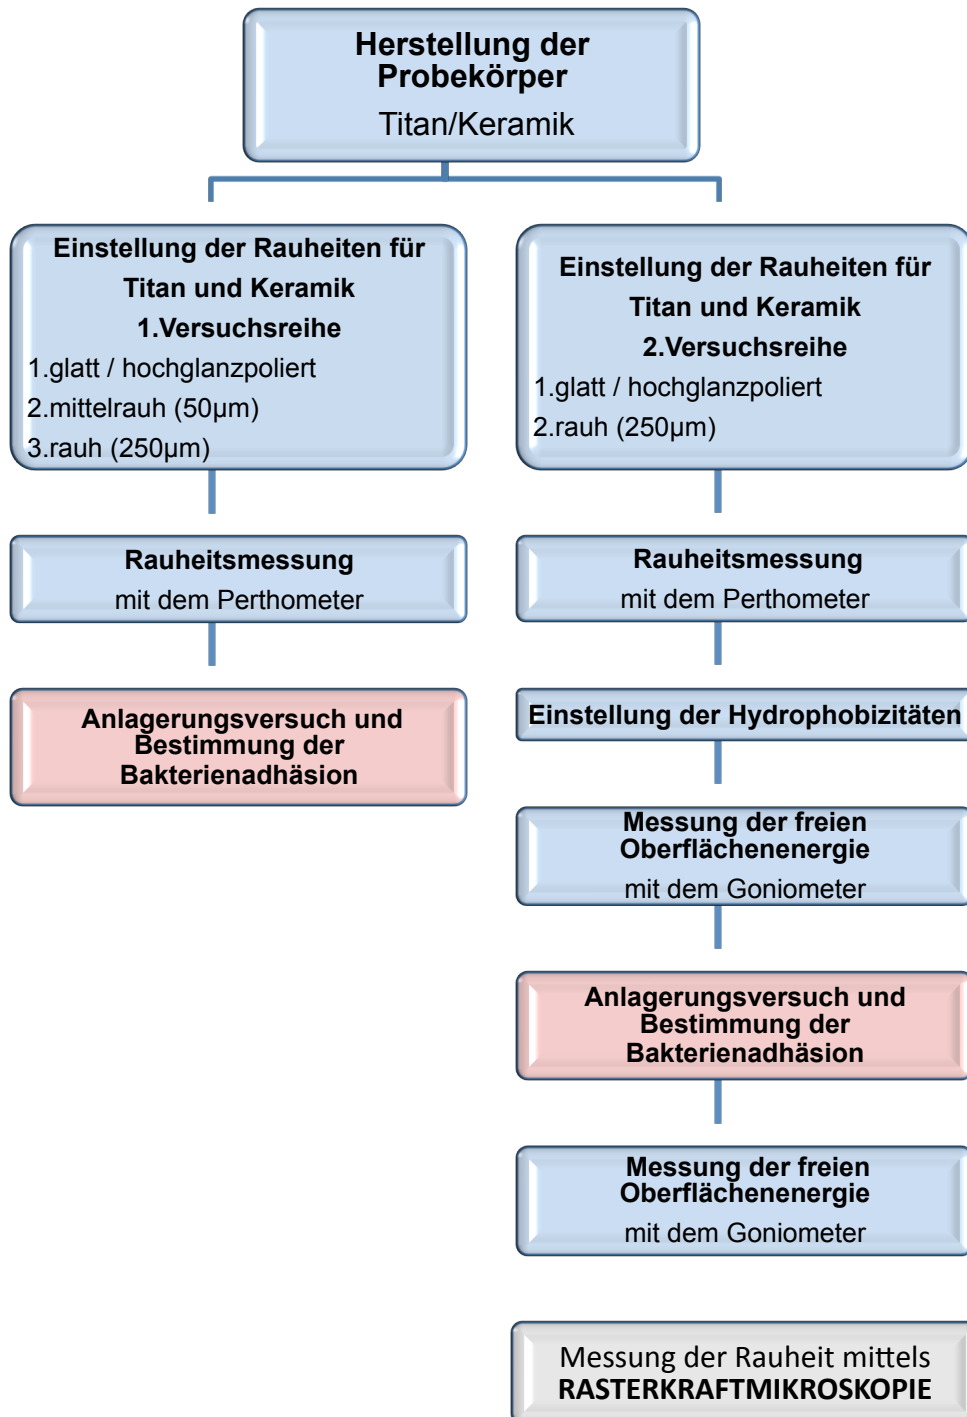 Herstellung der
Probekörper
Titan/Keramik
Einstellung der Rauheiten für
Titan und Keramik
1.Versuchsreihe
1.glatt / hochglanzpoliert
2.mittelrauh (50µm)
3.rauh (250µm)
Rauheitsmessung
mit dem Perthometer
Anlagerungsversuch und
Bestimmung der
Bakterienadhäsion
Einstellung der Rauheiten für
Titan und Keramik
2.Versuchsreihe
1.glatt / hochglanzpoliert
2.rauh (250µm)
Rauheitsmessung
mit dem Perthometer
Einstellung der Hydrophobizitäten
Messung der freien
Oberflächenenergie
mit dem Goniometer
Anlagerungsversuch und
Bestimmung der
Bakterienadhäsion
Messung der freien
Oberflächenenergie
mit dem Goniometer
Messung der Rauheit mittels
RASTERKRAFTMIKROSKOPIE